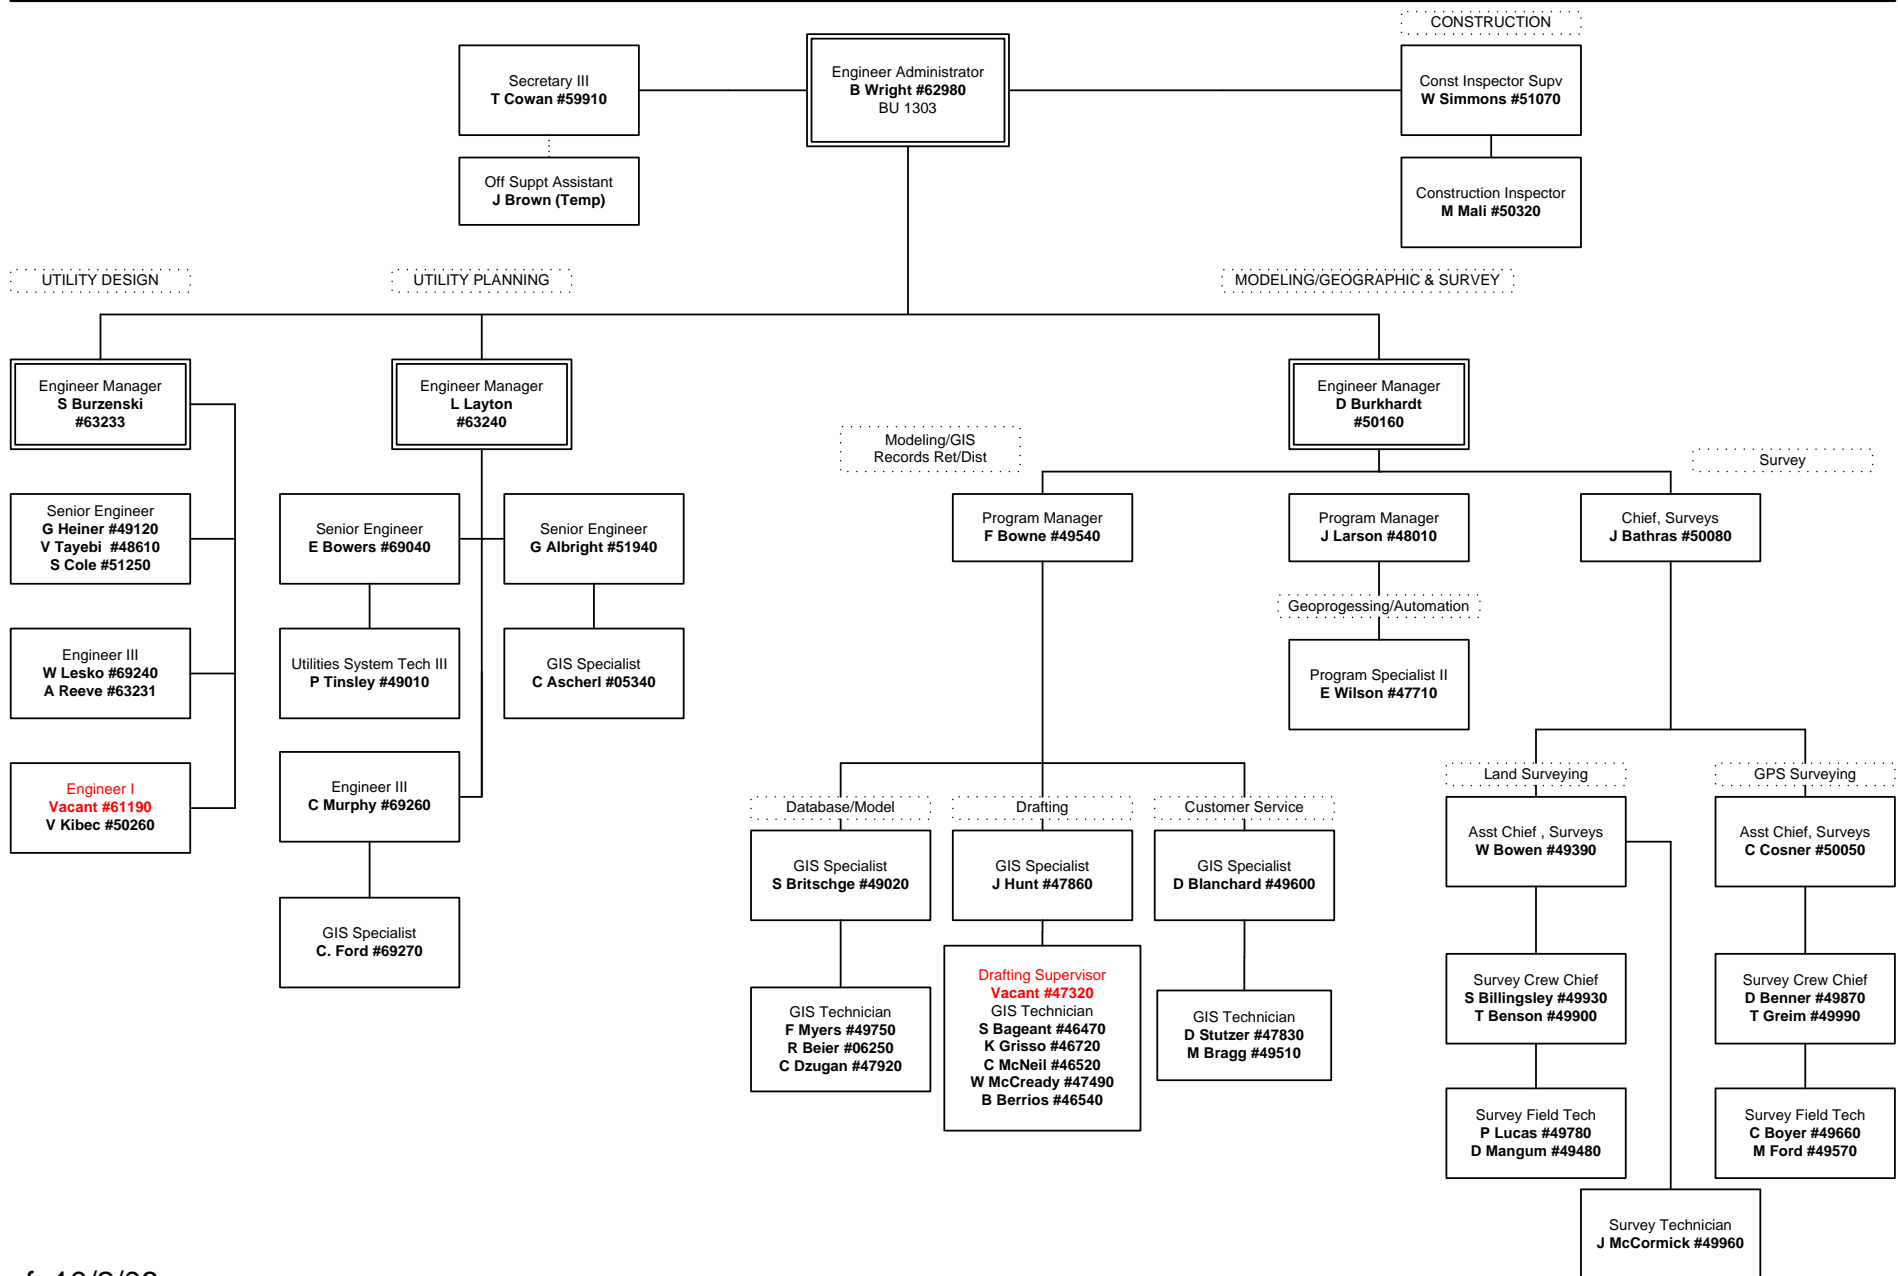 CONSTRUCTION
Secretary III
T Cowan #59910
Engineer Administrator
B Wright #62980
BU 1303
Const Inspector Supv
W Simmons #51070
Off Suppt Assistant
J Brown (Temp)
Construction Inspector
M Mali #50320
UTILITY DESIGN
UTILITY PLANNING
MODELING/GEOGRAPHIC & SURVEY
Engineer Manager
S Burzenski
#63233
Engineer Manager
L Layton
#63240
Engineer Manager
D Burkhardt
#50160
Modeling/GIS
Records Ret/Dist
Survey
Senior Engineer
G Heiner #49120
V Tayebi #48610
S Cole #51250
Senior Engineer
E Bowers #69040
Senior Engineer
G Albright #51940
Program Manager
F Bowne #49540
Program Manager
J Larson #48010
Chief, Surveys
J Bathras #50080
Geoprogessing/Automation
Engineer III
W Lesko #69240
A Reeve #63231
Utilities System Tech III
P Tinsley #49010
GIS Specialist
C Ascherl #05340
Program Specialist II
E Wilson #47710
Engineer I
Vacant #61190
V Kibec #50260
Engineer III
C Murphy #69260
Database/Model
Drafting
Customer Service
Land Surveying
GPS Surveying
GIS Specialist
S Britschge #49020
GIS Specialist
J Hunt #47860
GIS Specialist
D Blanchard #49600
Asst Chief , Surveys
W Bowen #49390
Asst Chief, Surveys
C Cosner #50050
GIS Specialist
C. Ford #69270
GIS Technician
F Myers #49750
R Beier #06250
C Dzugan #47920
Drafting Supervisor
Vacant #47320
GIS Technician
S Bageant #46470
K Grisso #46720
C McNeil #46520
W McCready #47490
B Berrios #46540
GIS Technician
D Stutzer #47830
M Bragg #49510
Survey Crew Chief
S Billingsley #49930
T Benson #49900
Survey Crew Chief
D Benner #49870
T Greim #49990
Survey Field Tech
P Lucas #49780
D Mangum #49480
Survey Field Tech
C Boyer #49660
M Ford #49570
Survey Technician
J McCormick #49960